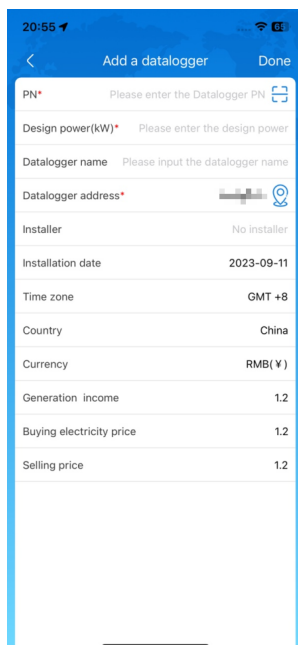 20:55
Add a datalogger Done
PN* Please enter the Datalogger PN
Design power(kW)* Please enter the design power
Datalogger name Please input the datalogger name
Datalogger address*
Installer No installer
Installation date 2023-09-11
Time zone GMT +8
Country China
Currency RMB(¥)
Generation income 1.2
Buying electricity price 1.2
Selling price 1.2